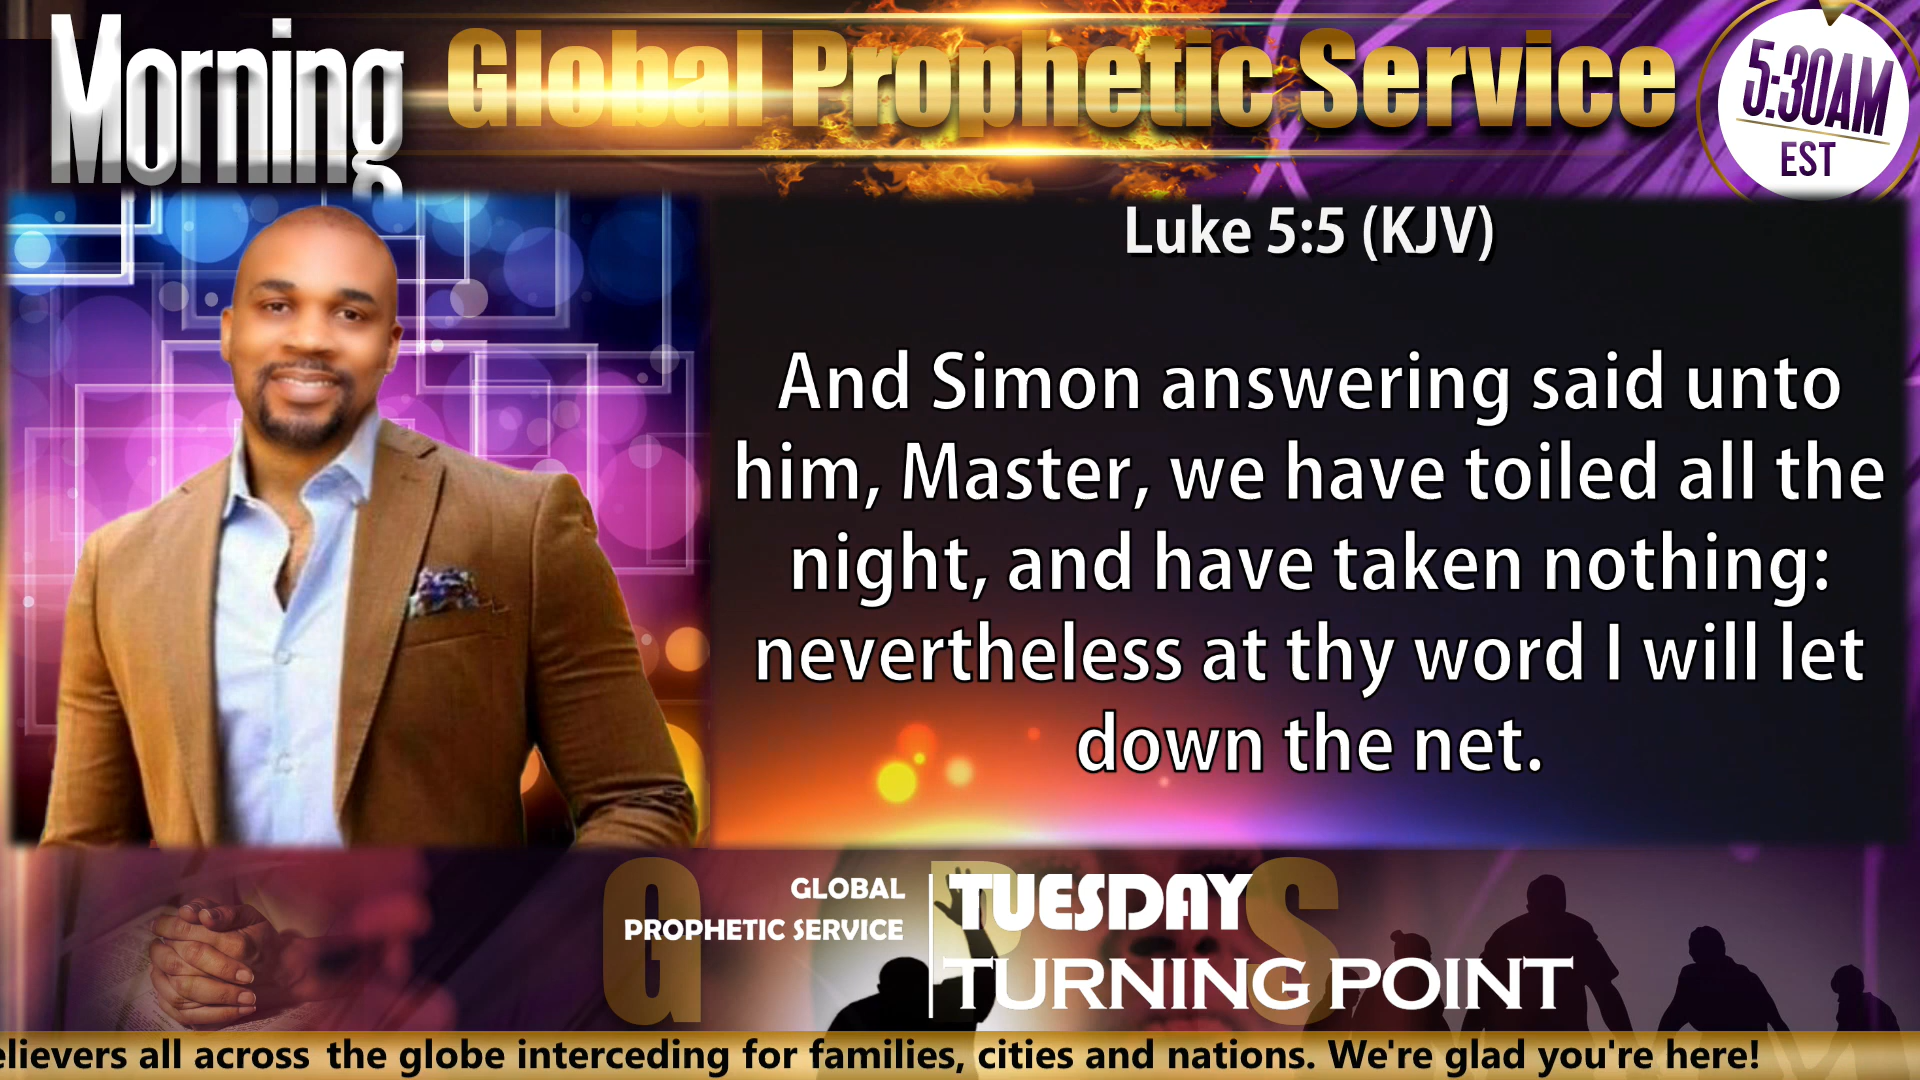 Morning
Global Prophetic Service
5:30AM
EST
Luke 5:5 (KJV)
And Simon answering said unto
him, Master, we have toiled all the
night, and have taken nothing:
nevertheless at thy word I will let
down the net.
G P S
GLOBAL
PROPHETIC SERVICE
TUESDAY
TURNING POINT
elievers all across the globe interceding for families, cities and nations. We're glad you're here!